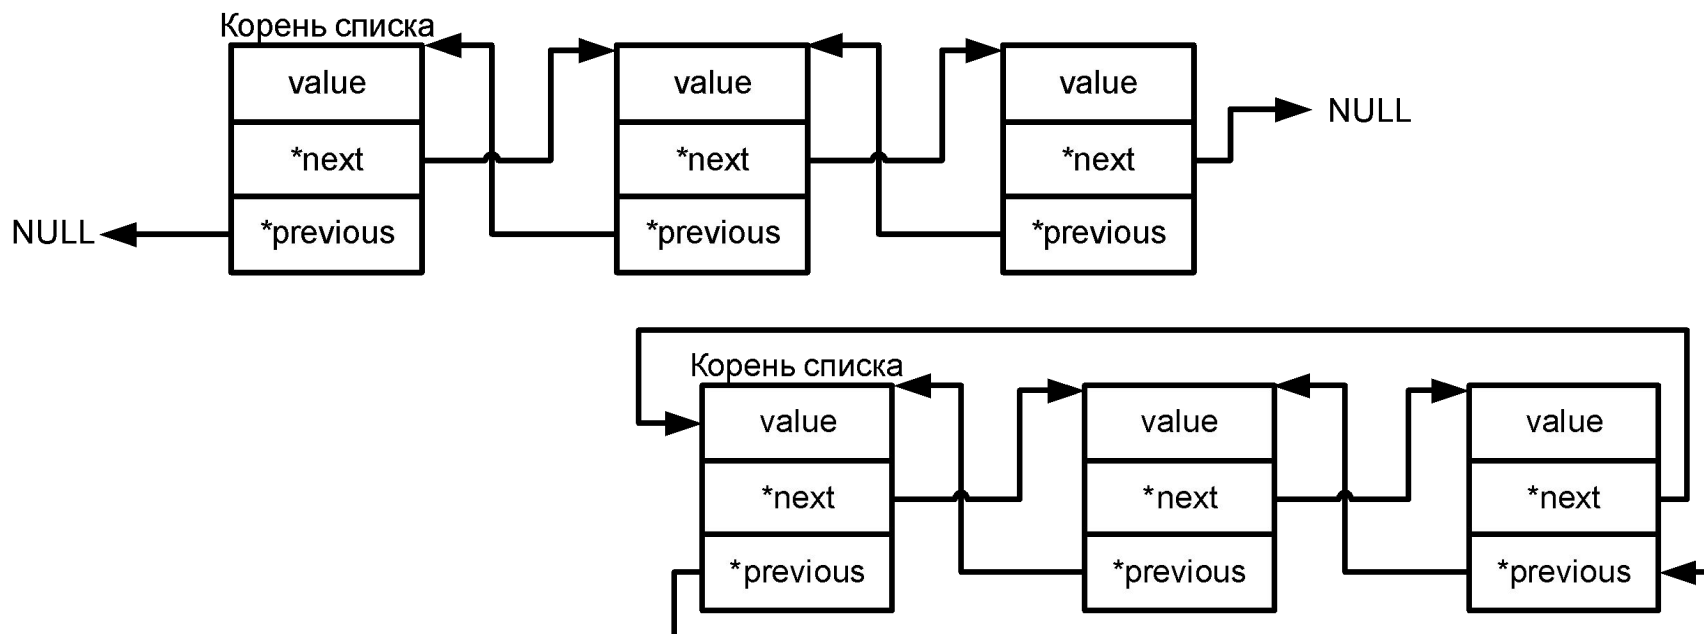 Корень списка
value
value
value
NULL
*next
*next
*next
NULL
*previous
*previous
*previous
Корень списка
value
value
value
*next
*next
*next
*previous
*previous
*previous